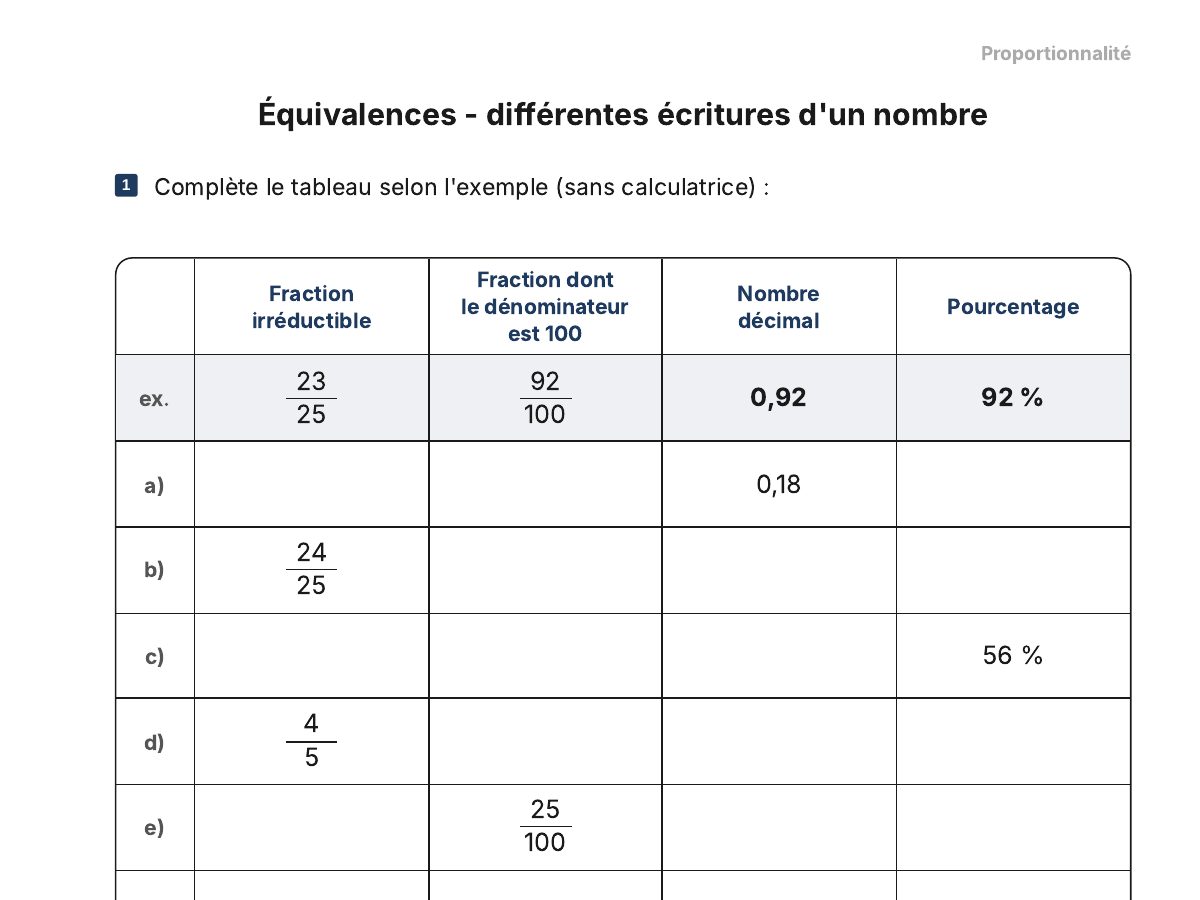 Proportionnalité
Équivalences - différentes écritures d'un nombre
1 Complète le tableau selon l'exemple (sans calculatrice) :
Fraction
irréductible
Fraction dont
le dénominateur
est 100
Nombre
décimal
Pourcentage
ex. 23/25 92/100 0,92 92 %
a) 0,18
b) 24/25
c) 56 %
d) 4/5
e) 25/100